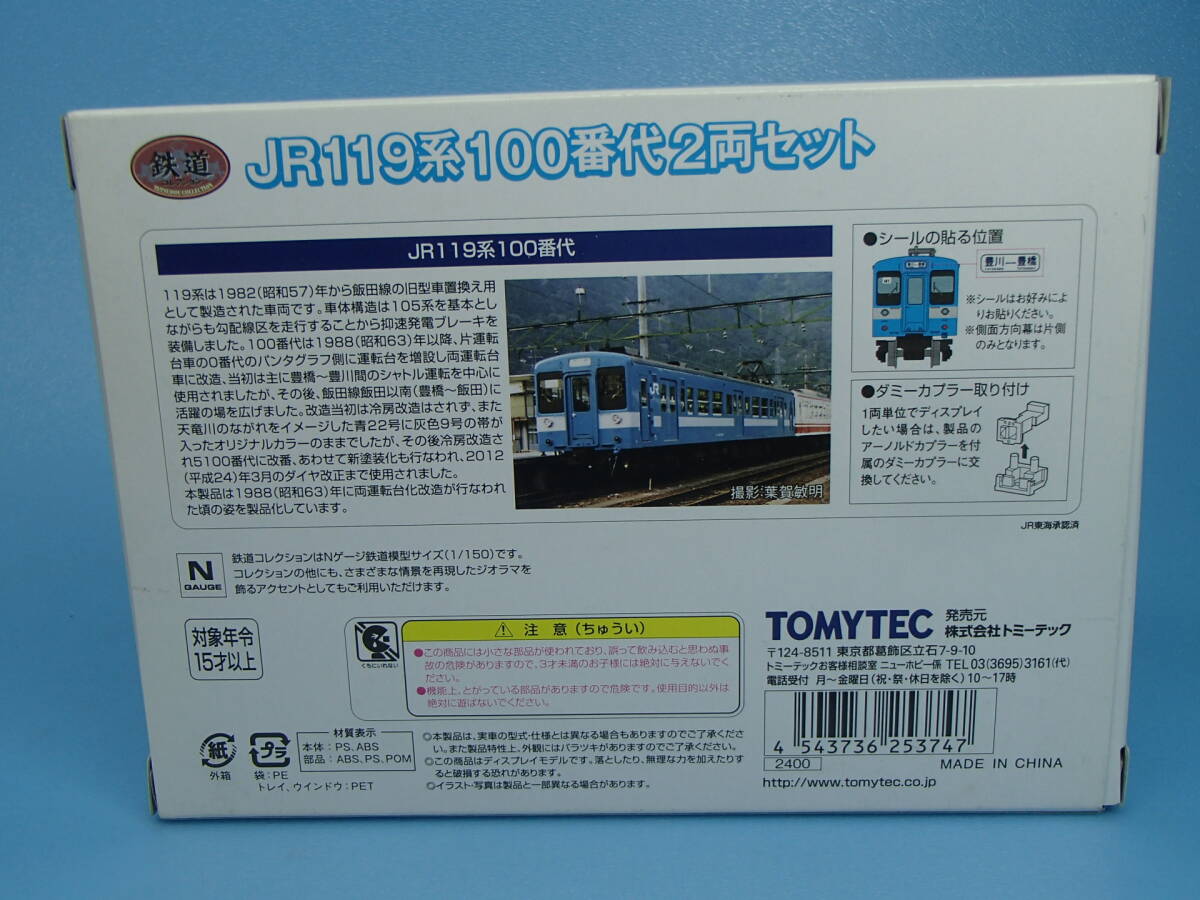 鉄道
コレクション
JR119系100番代2両セット
JR119系100番代
119系は1982(昭和57)年から飯田線の旧型車置換え用
として製造された車両です。車体構造は105系を基本とし
ながらも勾配線区を走行することから抑速発電ブレーキを
装備しました。100番代は1988(昭和63)年以降、片運転
台車の0番代のパンタグラフ側に運転台を増設し両運転台
車に改造、当初は主に豊橋〜豊川間のシャトル運転を中心に
使用されましたが、その後、飯田線飯田以南(豊橋〜飯田)に
活躍の場を広げました。改造当初は冷房改造はされず、また
天竜川のながれをイメージした青22号に灰色9号の帯が
入ったオリジナルカラーのままでしたが、その後冷房改造さ
れ5100番代に改番、あわせて新塗装化も行なわれ、2012
(平成24)年3月のダイヤ改正まで使用されました。
本製品は1988(昭和63)年に両運転台化改造が行なわれ
た頃の姿を製品化しています。
JR
撮影:葉賀敏明
●シールの貼る位置
豊川ー豊橋
※シールはお好みによ
りお貼りください。
※側面方向幕は片側
のみとなります。
●ダミーカプラー取り付け
1両単位でディスプレイ
したい場合は、製品の
アーノルドカプラーを付
属のダミーカプラーに交
換してください。
JR東海承認済
N
GAUGE
鉄道コレクションはNゲージ鉄道模型サイズ(1/150)です。
コレクションの他にも、さまざまな情景を再現したジオラマを
飾るアクセントとしてもご利用いただけます。
対象年令
15才以上
くちにいれない
⚠ 注 意(ちゅうい)
●この商品には小さな部品が使われており、誤って飲み込むと思わぬ事
故の危険がありますので、3才未満のお子様には絶対に与えないでく
ださい。
●機能上、とがっている部品がありますので危険です。使用目的以外は
絶対に遊ばないでください。
TOMYTEC 発売元
株式会社トミーテック
〒124-8511 東京都葛飾区立石7-9-10
トミーテックお客様相談室 ニューホビー係 TEL 03(3695)3161(代)
電話受付 月〜金曜日(祝・祭・休日を除く)10〜17時
紙
外箱
プラ
袋:PE
トレイ、ウインドウ:PET
材質表示
本体:PS、ABS
部品:ABS、PS、POM
◎本製品は、実車の型式・仕様とは異なる場合もありますのでご了承くださ
い。また製品特性上、外観にはバラツキがありますのでご了承ください。
◎この商品はディスプレイモデルです。落としたり、無理な力を加えたりす
ると破損する恐れがあります。
◎イラスト・写真は製品と一部異なる場合があります。
4 543736 253747
2400
MADE IN CHINA
http://www.tomytec.co.jp